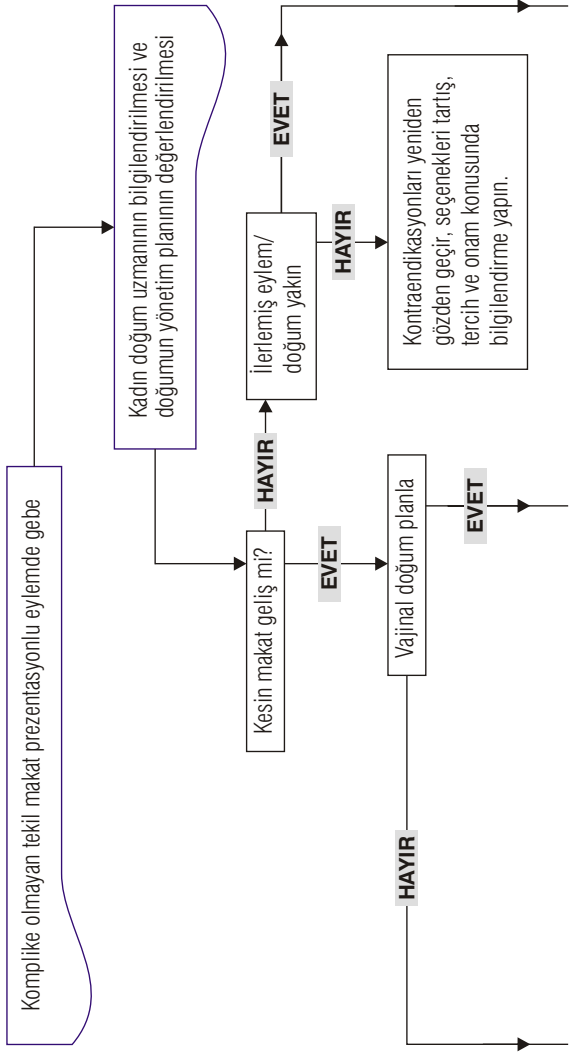 Komplike olmayan tekil makat prezentasyonlu eylemde gebe
Kadın doğum uzmanının bilgilendirilmesi ve
doğumun yönetim planının değerlendirilmesi
Kesin makat geliş mi?
HAYIR
İlerlemiş eylem/
doğum yakın
EVET
EVET
HAYIR
Vajinal doğum planla
Kontraendikasyonları yeniden
gözden geçir, seçenekleri tartış,
tercih ve onam konusunda
bilgilendirme yapın.
HAYIR
EVET